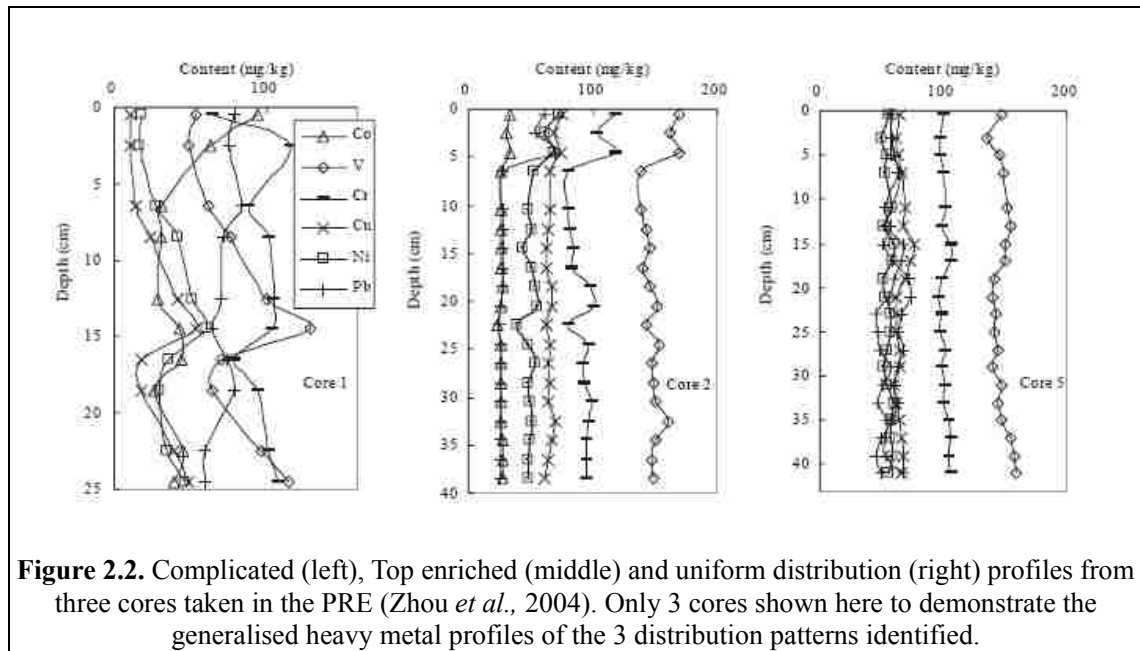 Content (mg/kg)
0 100
0
5
10
15
20
25
Depth (cm)
Co
V
Cr
Cu
Ni
Pb
Core 1
Content (mg/kg)
0 100 200
0
5
10
15
20
25
30
35
40
Depth (cm)
Core 2
Content (mg/kg)
0 100 200
0
10
20
30
40
Depth (cm)
Core 5
Figure 2.2. Complicated (left), Top enriched (middle) and uniform distribution (right) profiles from
three cores taken in the PRE (Zhou et al., 2004). Only 3 cores shown here to demonstrate the
generalised heavy metal profiles of the 3 distribution patterns identified.